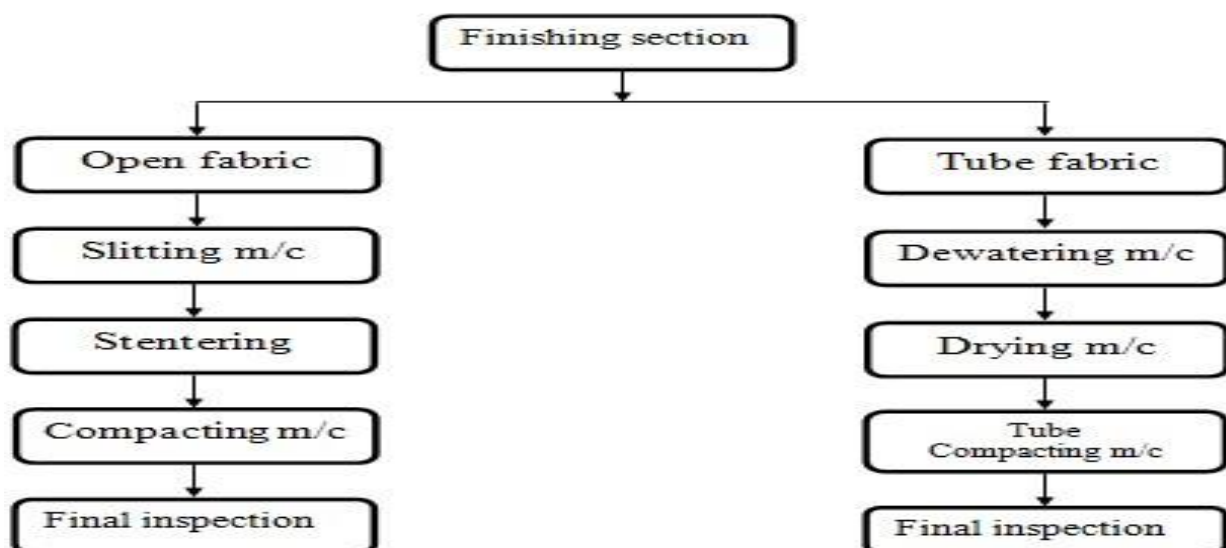 Finishing section
Open fabric
Slitting m/c
Stentering
Compacting m/c
Final inspection
Tube fabric
Dewatering m/c
Drying m/c
Tube
Compacting m/c
Final inspection